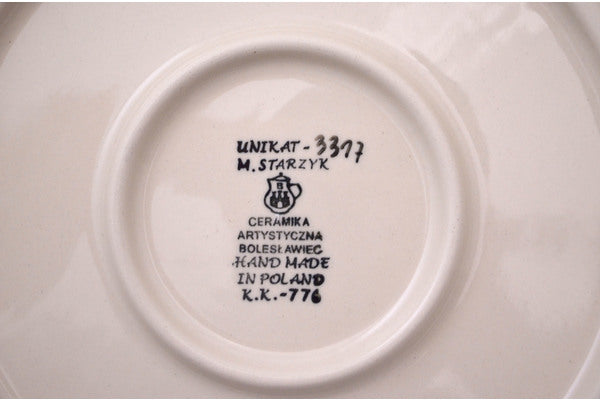 UNIKAT - 3317
M. STARZYK
B
CERAMIKA
ARTYSTYCZNA
BOLESŁAWIEC
HAND MADE
IN POLAND
K.K.-776